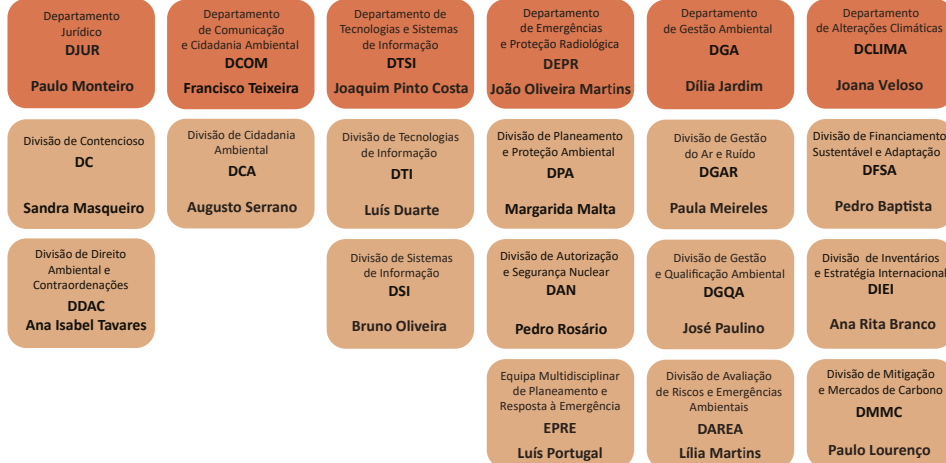 Departamento
Jurídico
DJUR
Paulo Monteiro
Departamento
de Comunicação
e Cidadania Ambiental
DCOM
Francisco Teixeira
Departamento de
Tecnologias e Sistemas
de Informação
DTSI
Joaquim Pinto Costa
Departamento
de Emergências
e Proteção Radiológica
DEPR
João Oliveira Martins
Departamento
de Gestão Ambiental
DGA
Dília Jardim
Departamento
de Alterações Climáticas
DCLIMA
Joana Veloso
Divisão de Contencioso
DC
Sandra Masqueiro
Divisão de Cidadania
Ambiental
DCA
Augusto Serrano
Divisão de Tecnologias
de Informação
DTI
Luís Duarte
Divisão de Planeamento
e Proteção Ambiental
DPA
Margarida Malta
Divisão de Gestão
do Ar e Ruído
DGAR
Paula Meireles
Divisão de Financiamento
Sustentável e Adaptação
DFSA
Pedro Baptista
Divisão de Direito
Ambiental e
Contraordenações
DDAC
Ana Isabel Tavares
Divisão de Sistemas
de Informação
DSI
Bruno Oliveira
Divisão de Autorização
e Segurança Nuclear
DAN
Pedro Rosário
Divisão de Gestão
e Qualificação Ambiental
DGQA
José Paulino
Divisão de Inventários
e Estratégia Internacional
DIEI
Ana Rita Branco
Equipa Multidisciplinar
de Planeamento e
Resposta à Emergência
EPRE
Luís Portugal
Divisão de Avaliação
de Riscos e Emergências
Ambientais
DAREA
Lília Martins
Divisão de Mitigação
e Mercados de Carbono
DMMC
Paulo Lourenço